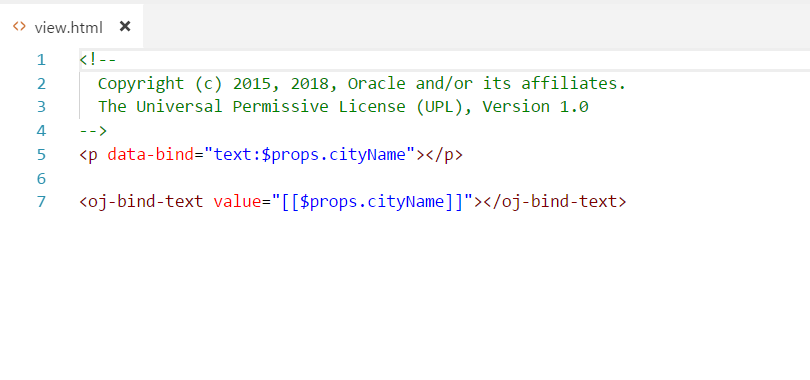 <> view.html ×
1 <!--
2 Copyright (c) 2015, 2018, Oracle and/or its affiliates.
3 The Universal Permissive License (UPL), Version 1.0
4 -->
5 <p data-bind="text:$props.cityName"></p>
6
7 <oj-bind-text value="[[$props.cityName]]"></oj-bind-text>